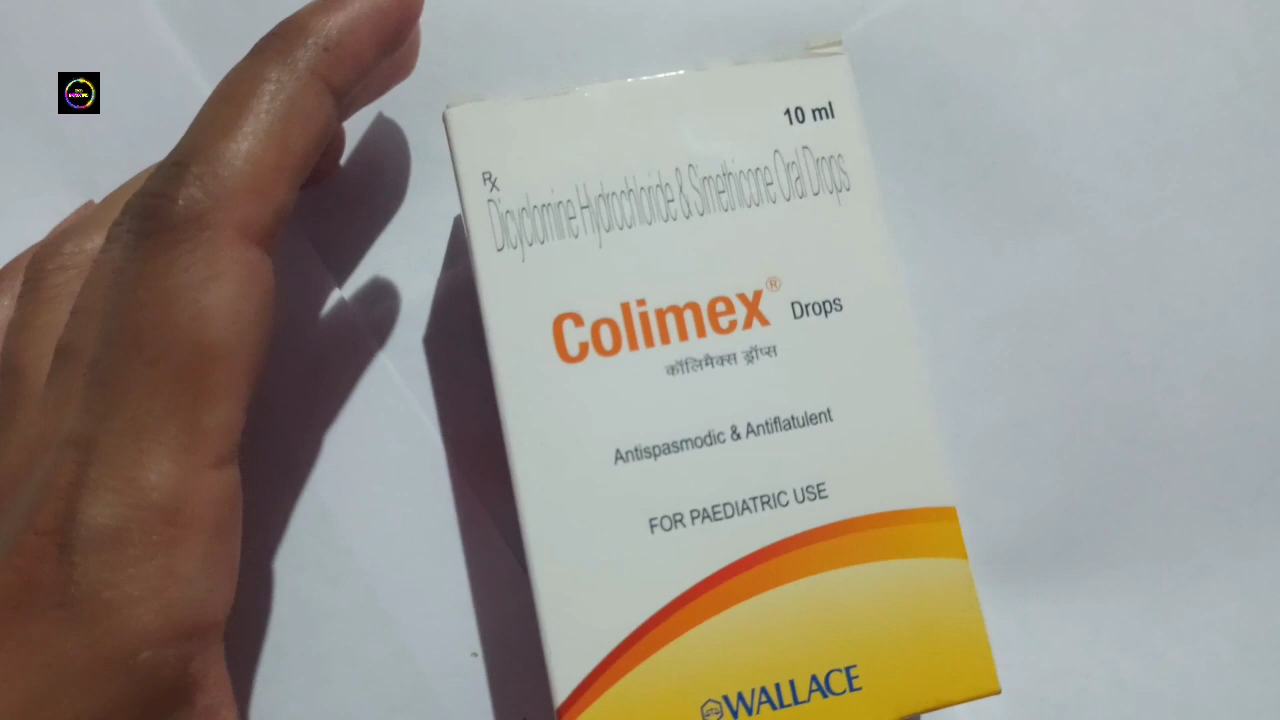 10 ml
Rx
Dicyclomine Hydrochloride & Simethicone Oral Drops
Colimex® Drops
कॉलिमैक्स ड्रॉप्स
Antispasmodic & Antiflatulent
FOR PAEDIATRIC USE
WALLACE